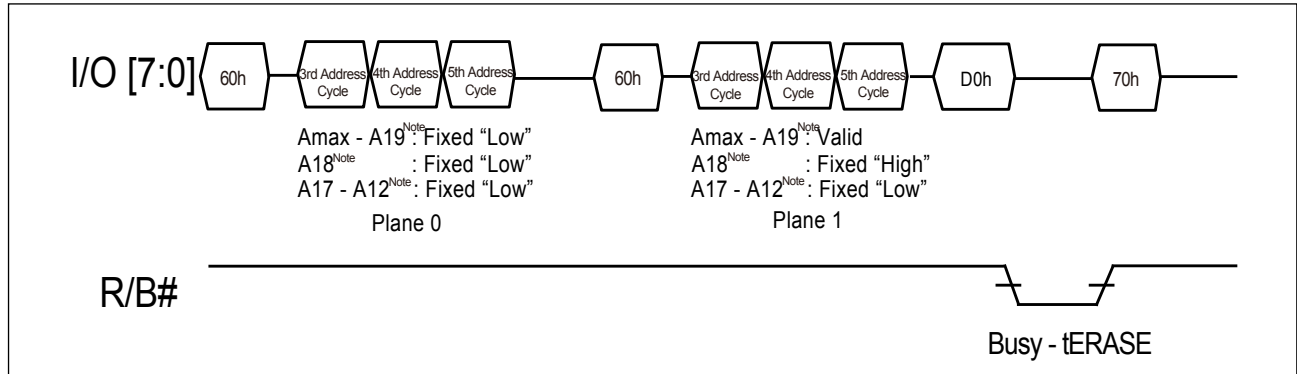 I/O [7:0] 60h 3rd Address Cycle 4th Address Cycle 5th Address Cycle 60h 3rd Address Cycle 4th Address Cycle 5th Address Cycle D0h 70h
Amax - A19Note: Fixed “Low”
A18Note : Fixed “Low”
A17 - A12Note: Fixed “Low”
Plane 0
Amax - A19Note: Valid
A18Note : Fixed “High”
A17 - A12Note: Fixed “Low”
Plane 1
R/B#
Busy - tERASE